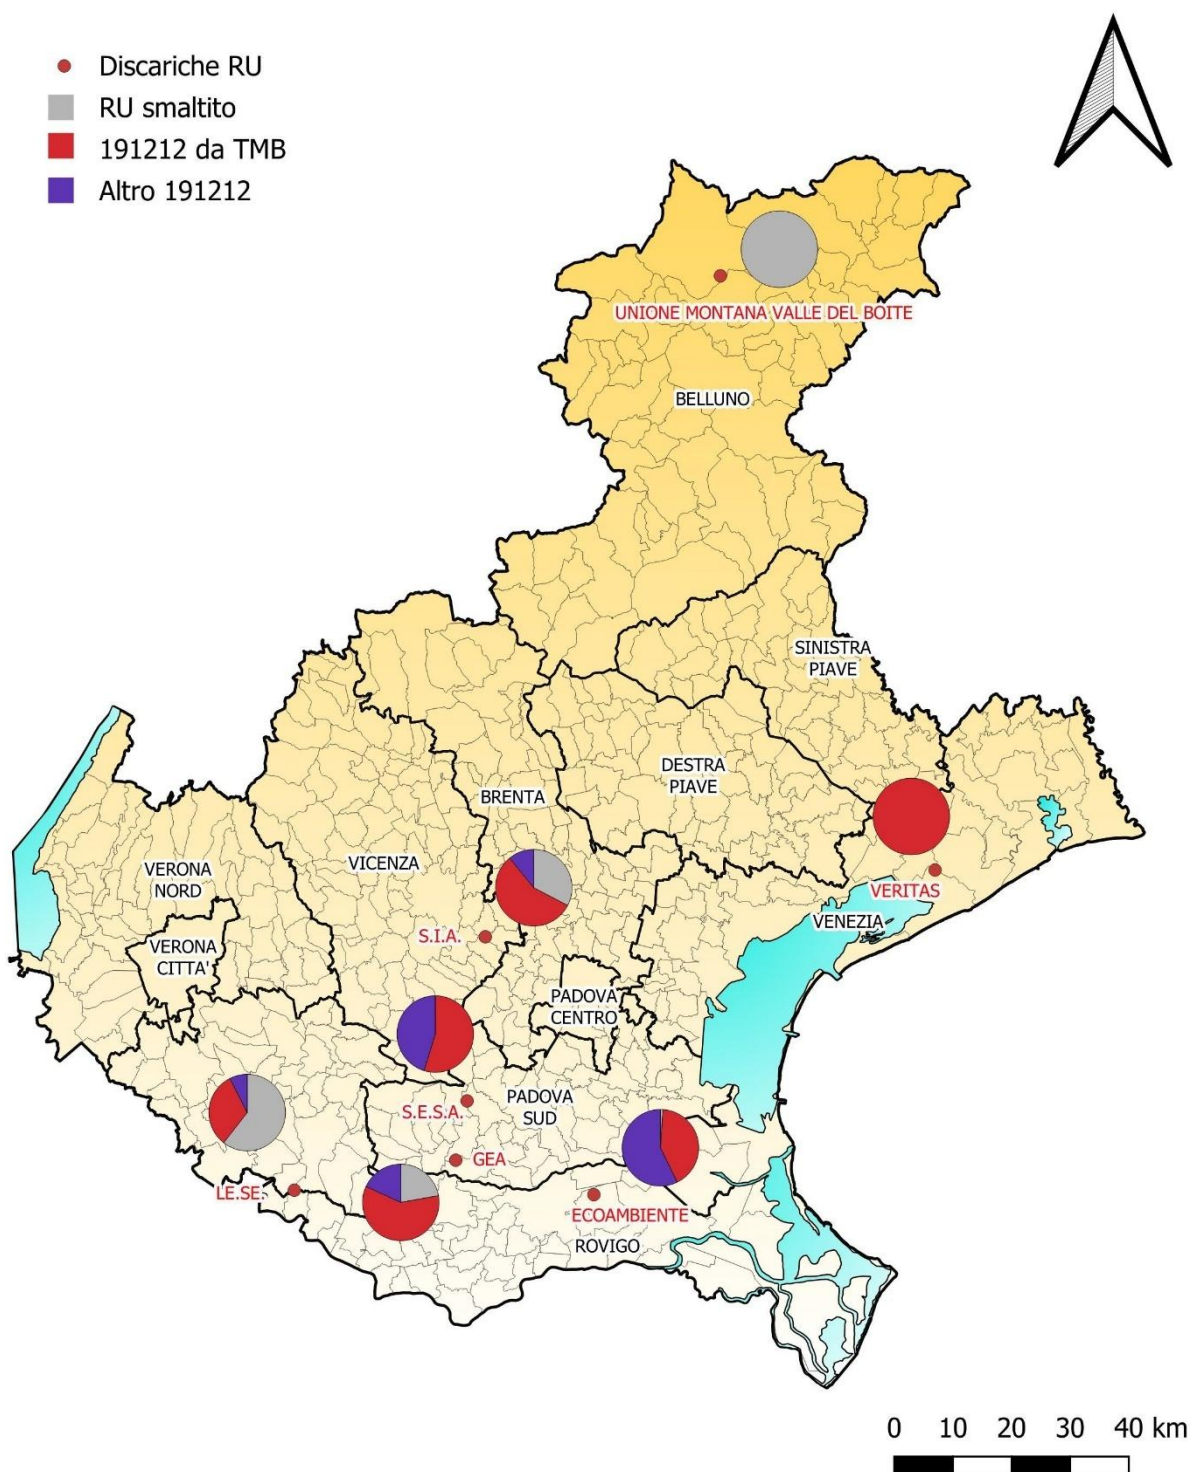 Discariche RU
RU smaltito
191212 da TMB
Altro 191212
UNIONE MONTANA VALLE DEL BOITE
BELLUNO
SINISTRA
PIAVE
DESTRA
PIAVE
BRENTA
VICENZA
VERONA
NORD
VERITAS
VENEZIA
S.I.A.
VERONA
CITTA'
PADOVA
CENTRO
S.E.S.A.
PADOVA
SUD
GEA
LE.SE.
ECOAMBIENTE
ROVIGO
0 10 20 30 40 km